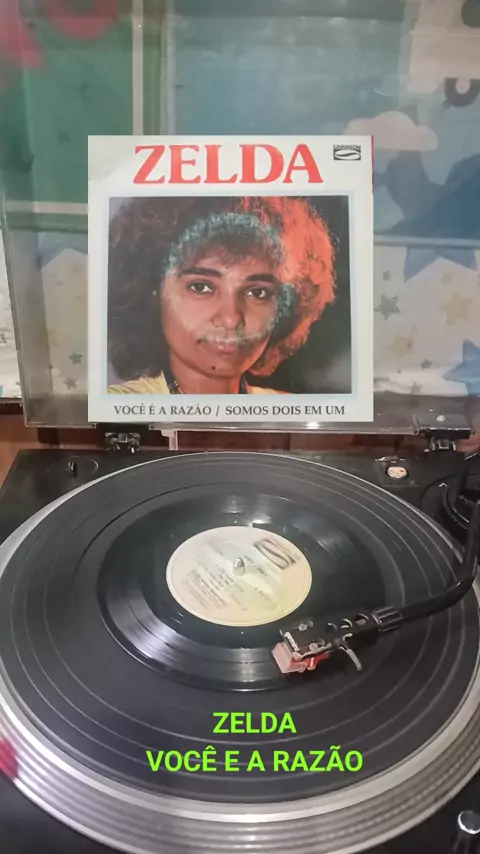 ZELDA
VOCÊ É A RAZÃO / SOMOS DOIS EM UM
ZELDA
VOCÊ E A RAZÃO